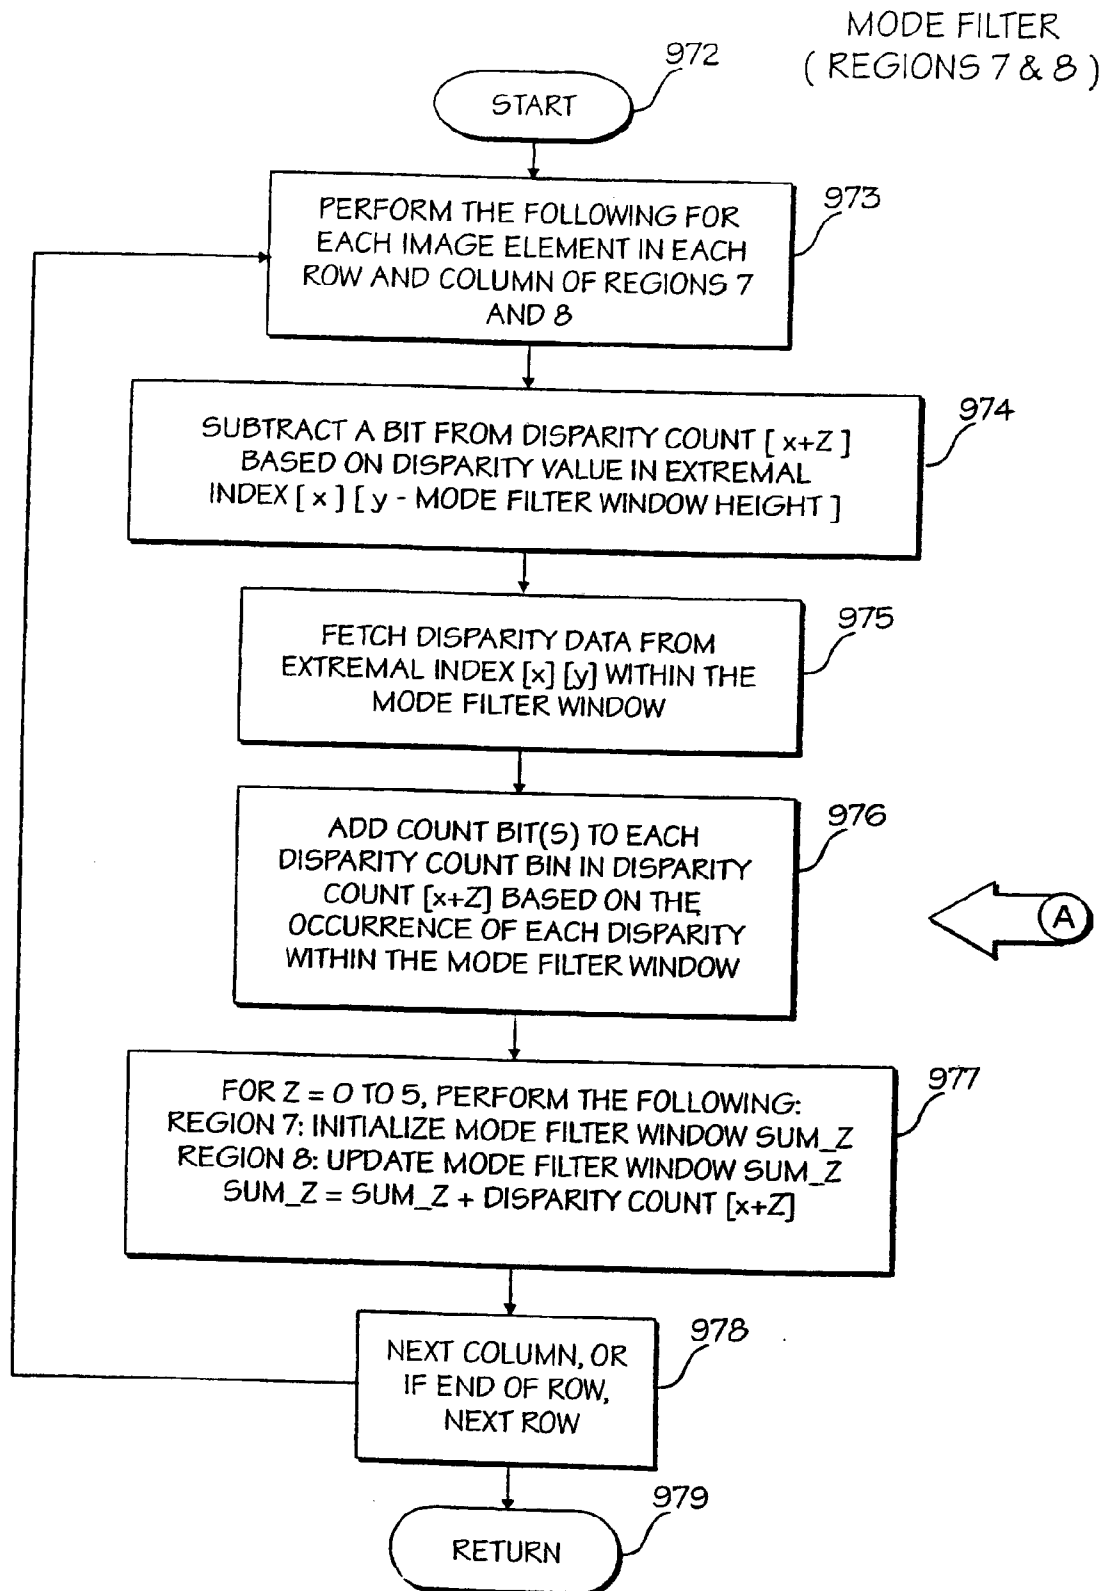 MODE FILTER
( REGIONS 7 & 8 )
972
START
973
PERFORM THE FOLLOWING FOR
EACH IMAGE ELEMENT IN EACH
ROW AND COLUMN OF REGIONS 7
AND 8
974
SUBTRACT A BIT FROM DISPARITY COUNT [ x+Z ]
BASED ON DISPARITY VALUE IN EXTREMAL
INDEX [ x ] [ y - MODE FILTER WINDOW HEIGHT ]
975
FETCH DISPARITY DATA FROM
EXTREMAL INDEX [x] [y] WITHIN THE
MODE FILTER WINDOW
976
ADD COUNT BIT(S) TO EACH
DISPARITY COUNT BIN IN DISPARITY
COUNT [x+Z] BASED ON THE
OCCURRENCE OF EACH DISPARITY
WITHIN THE MODE FILTER WINDOW
A
977
FOR Z = 0 TO 5, PERFORM THE FOLLOWING:
REGION 7: INITIALIZE MODE FILTER WINDOW SUM_Z
REGION 8: UPDATE MODE FILTER WINDOW SUM_Z
SUM_Z = SUM_Z + DISPARITY COUNT [x+Z]
978
NEXT COLUMN, OR
IF END OF ROW,
NEXT ROW
979
RETURN